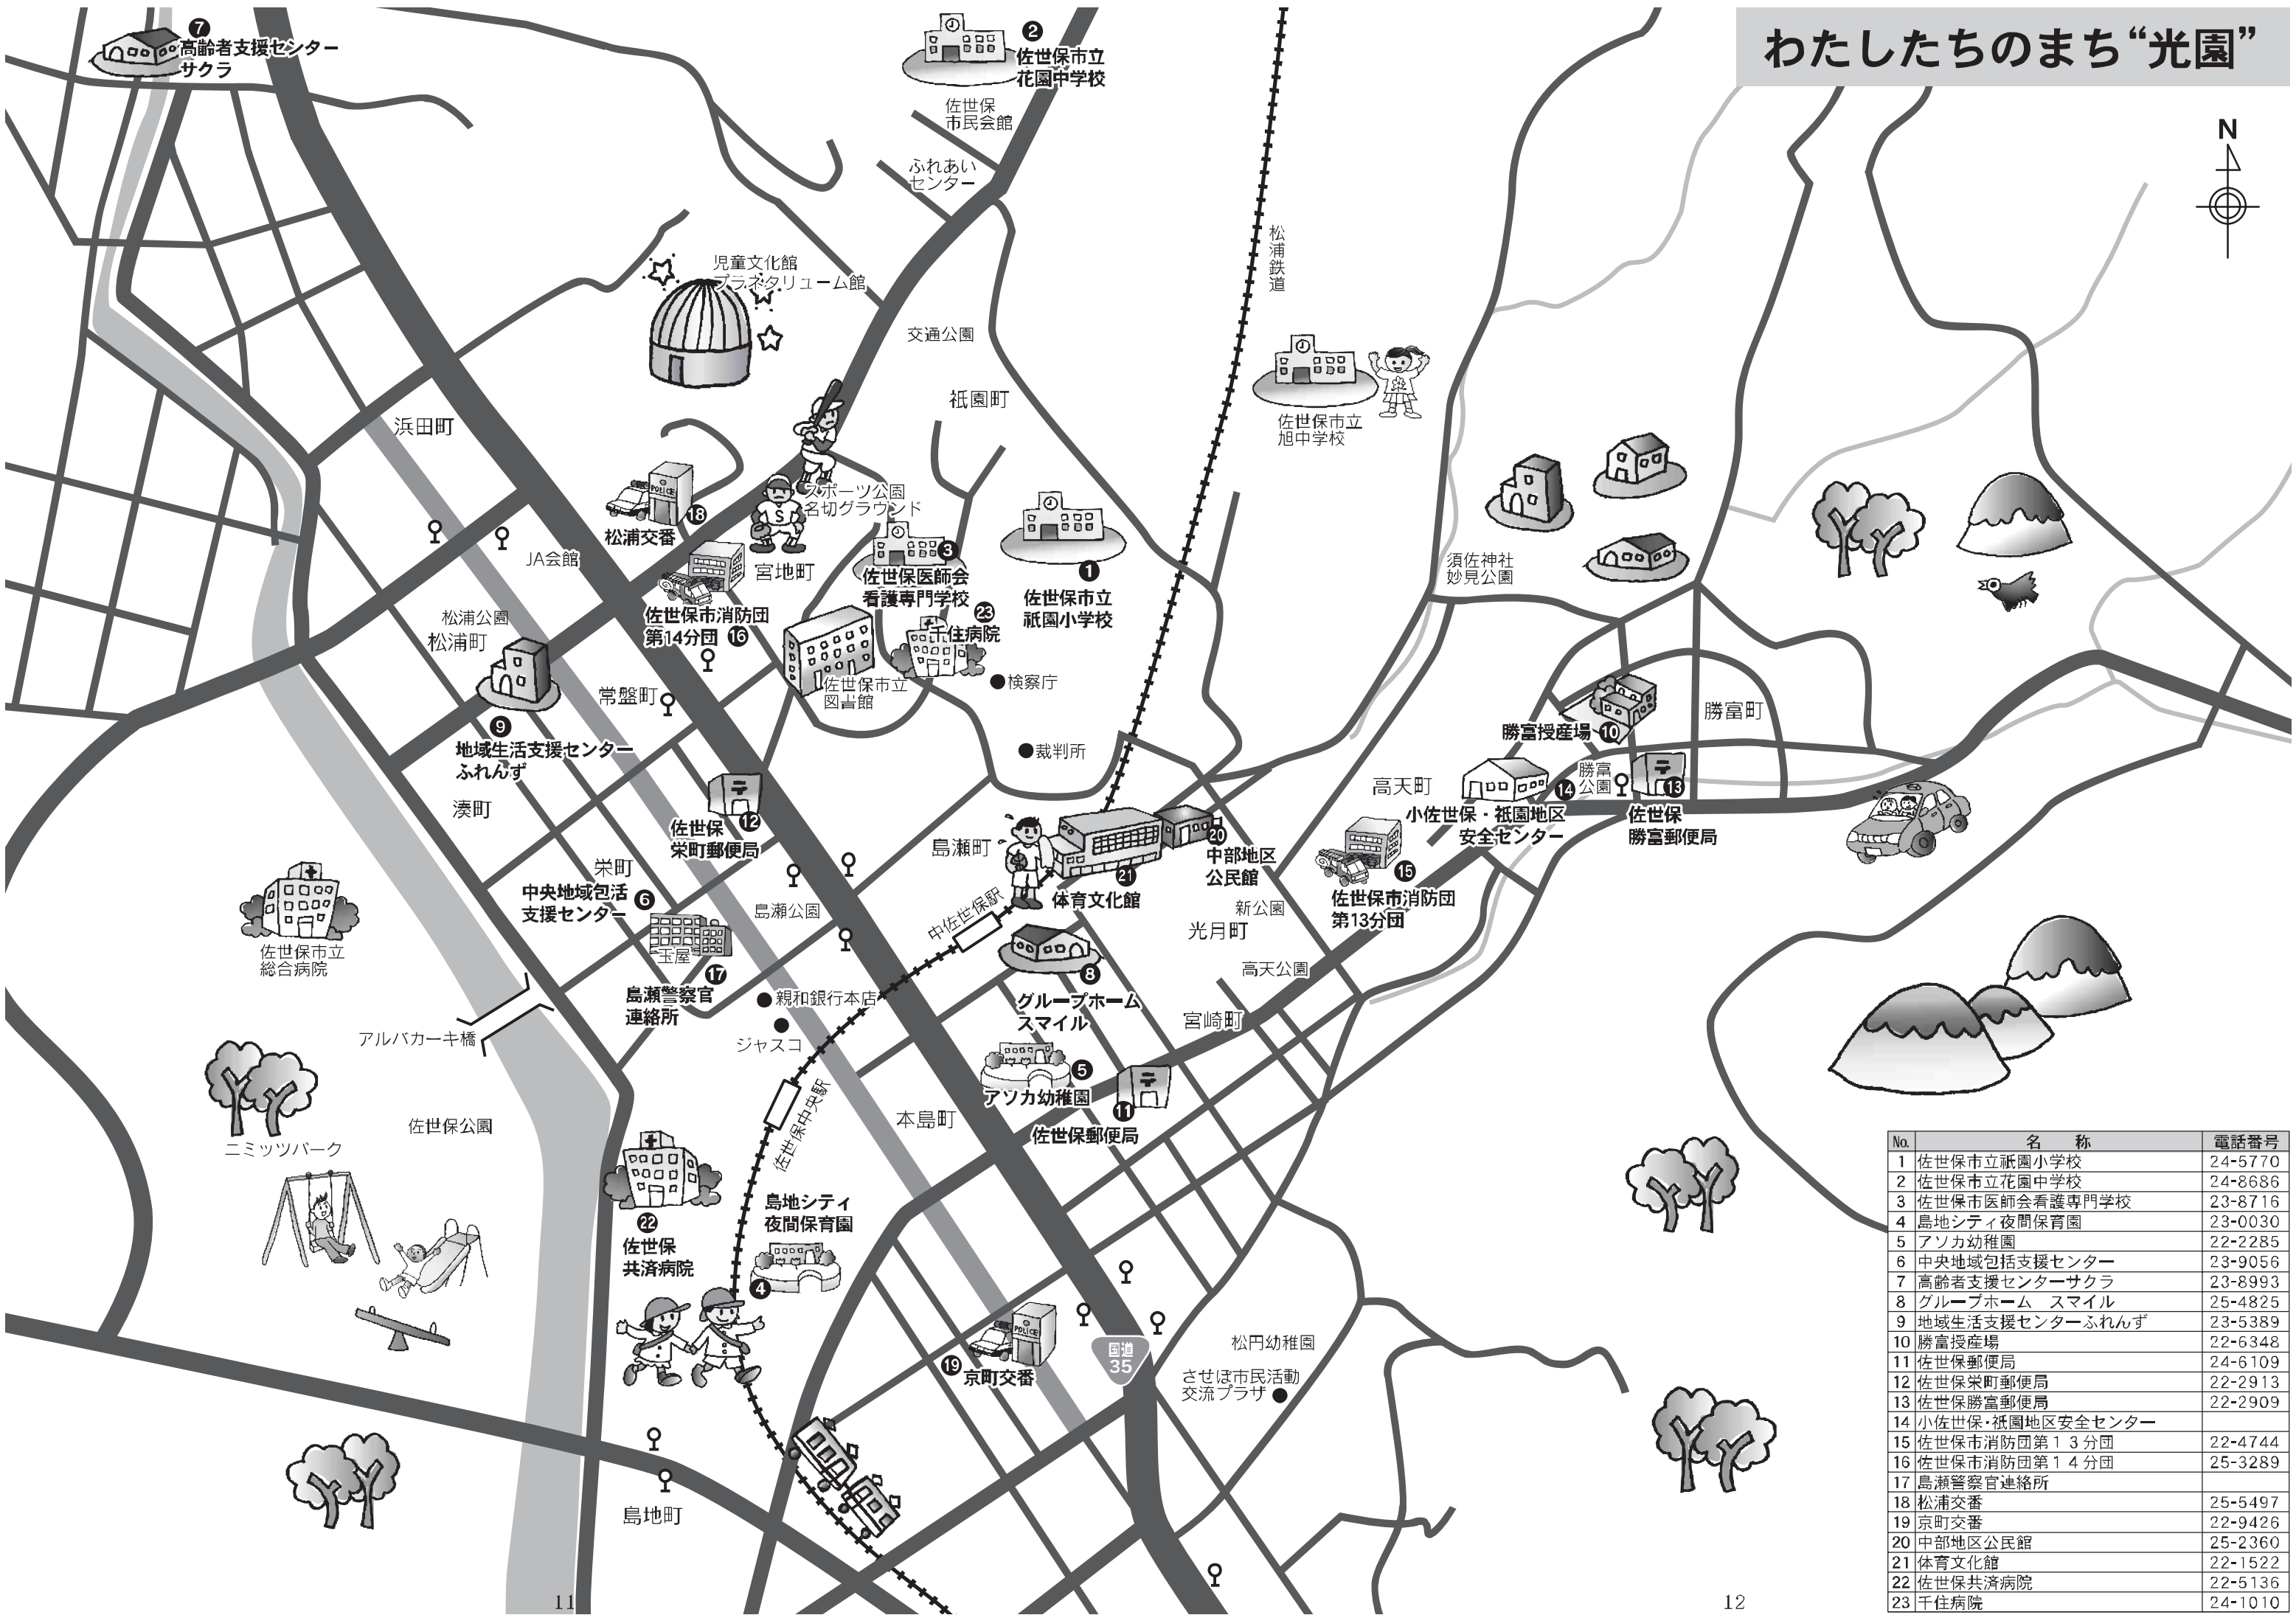 わたしたちのまち“光園”
N
❼
高齢者支援センター
サクラ
❷
佐世保市立
花園中学校
佐世保
市民会館
ふれあい
センター
松浦鉄道
児童文化館
プラネタリューム館
交通公園
祇園町
佐世保市立
旭中学校
浜田町
スポーツ公園
名切グラウンド
POLICE
⓲
松浦交番
S
JA会館
宮地町
❸
佐世保医師会
看護専門学校
❶
佐世保市立
祇園小学校
須佐神社
妙見公園
佐世保市消防団
第14分団 ⓰
㉓
千住病院
松浦公園
松浦町
検察庁
佐世保市立
図書館
常盤町
❾
地域生活支援センター
ふれんず
裁判所
勝富町
勝富授産場 ❿
勝富
公園
⓮
小佐世保・祇園地区
安全センター
⓭
佐世保
勝富郵便局
高天町
湊町
⓬
佐世保
栄町郵便局
島瀬町
⓴
中部地区
公民館
㉑
体育文化館
⓯
佐世保市消防団
第13分団
栄町
中央地域包活
支援センター ❻
島瀬公園
新公園
光月町
中佐世保駅
佐世保市立
総合病院
玉屋
⓱
島瀬警察官
連絡所
高天公園
❽
グループホーム
スマイル
親和銀行本店
ジャスコ
宮崎町
アルバカーキ橋
❺
アソカ幼稚園
⓫
佐世保郵便局
佐世保中央駅
本島町
佐世保公園
ニミッツパーク
㉒
佐世保
共済病院
島地シティ
夜間保育園
❹
POLICE
⓳ 京町交番
国道
35
松円幼稚園
させぼ市民活動
交流プラザ
島地町
No. 名　称 電話番号
1 佐世保市立祇園小学校 24-5770
2 佐世保市立花園中学校 24-8686
3 佐世保市医師会看護専門学校 23-8716
4 島地シティ夜間保育園 23-0030
5 アソカ幼稚園 22-2285
6 中央地域包括支援センター 23-9056
7 高齢者支援センターサクラ 23-8993
8 グループホーム　スマイル 25-4825
9 地域生活支援センターふれんず 23-5389
10 勝富授産場 22-6348
11 佐世保郵便局 24-6109
12 佐世保栄町郵便局 22-2913
13 佐世保勝富郵便局 22-2909
14 小佐世保・祇園地区安全センター
15 佐世保市消防団第１３分団 22-4744
16 佐世保市消防団第１４分団 25-3289
17 島瀬警察官連絡所
18 松浦交番 25-5497
19 京町交番 22-9426
20 中部地区公民館 25-2360
21 体育文化館 22-1522
22 佐世保共済病院 22-5136
23 千住病院 24-1010
11
12